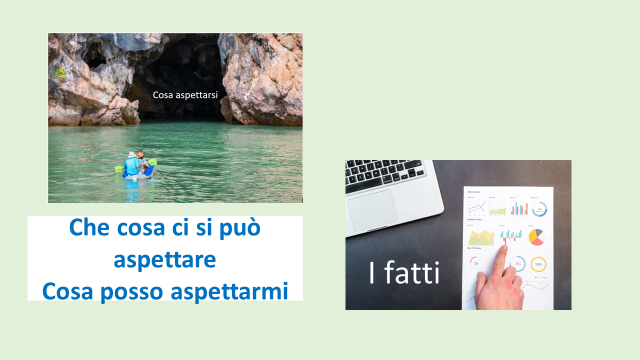 Cosa aspettarsi
Che cosa ci si può
aspettare
Cosa posso aspettarmi
I fatti